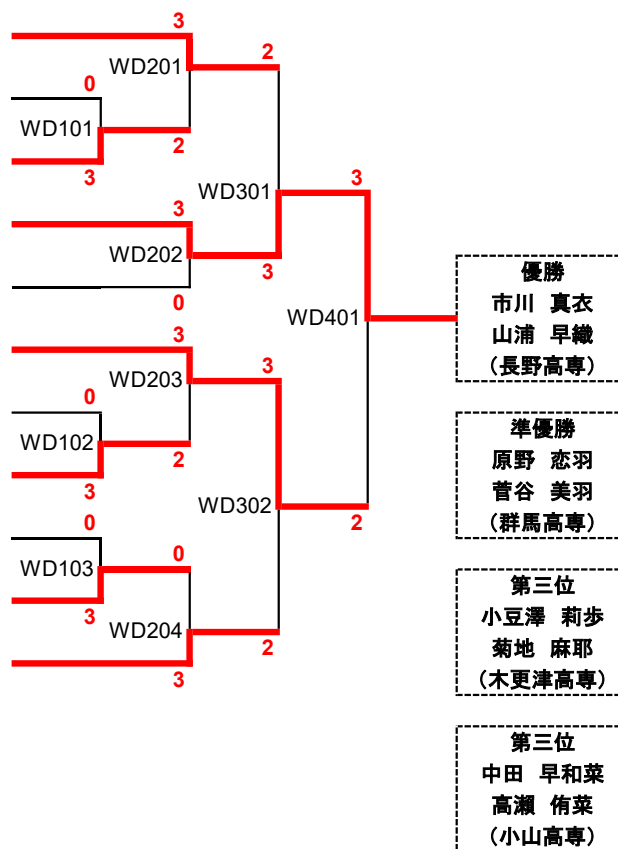 3
2
WD201
0
WD101
2
3
3
WD301
3
WD202
3
0
優勝
市川 真衣
山浦 早織
(長野高専)
WD401
3
3
WD203
0
準優勝
原野 恋羽
菅谷 美羽
(群馬高専)
WD102
2
3
WD302
2
0
0
WD103
第三位
小豆澤 莉歩
菊地 麻耶
(木更津高専)
3
WD204
2
3
第三位
中田 早和菜
高瀨 侑菜
(小山高専)